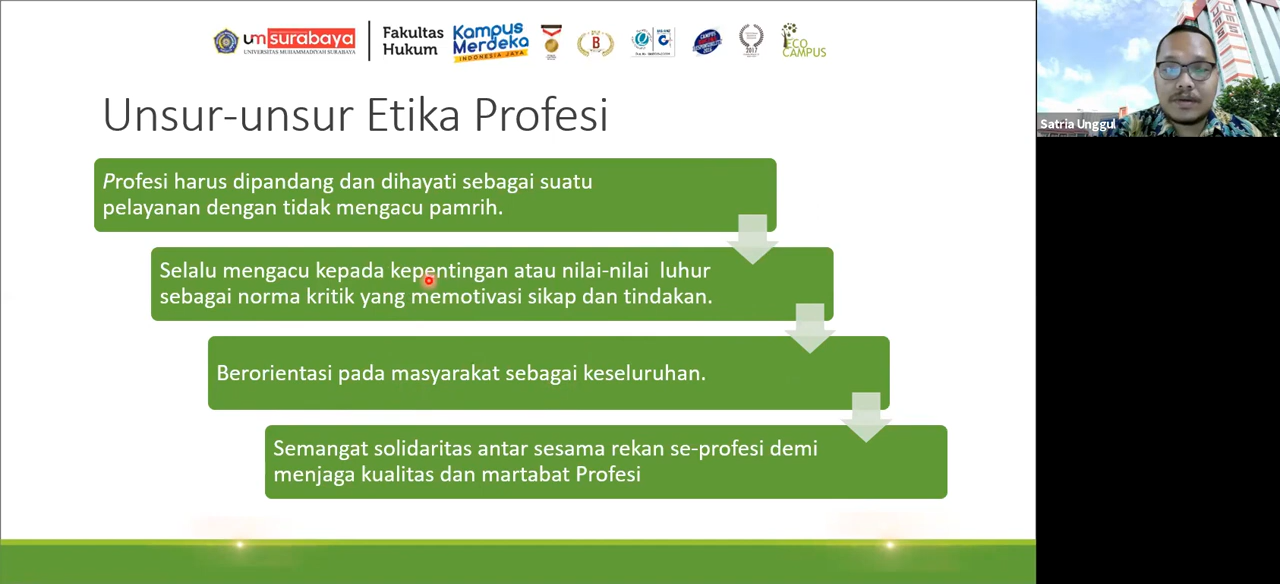 um surabaya
UNIVERSITAS MUHAMMADIYAH SURABAYA
Fakultas
Hukum
Kampus
Merdeka
INDONESIA JAYA
B
2017
ECO
CAMPUS
Satria Unggul
Unsur-unsur Etika Profesi
Profesi harus dipandang dan dihayati sebagai suatu
pelayanan dengan tidak mengacu pamrih.
Selalu mengacu kepada kepentingan atau nilai-nilai luhur
sebagai norma kritik yang memotivasi sikap dan tindakan.
Berorientasi pada masyarakat sebagai keseluruhan.
Semangat solidaritas antar sesama rekan se-profesi demi
menjaga kualitas dan martabat Profesi